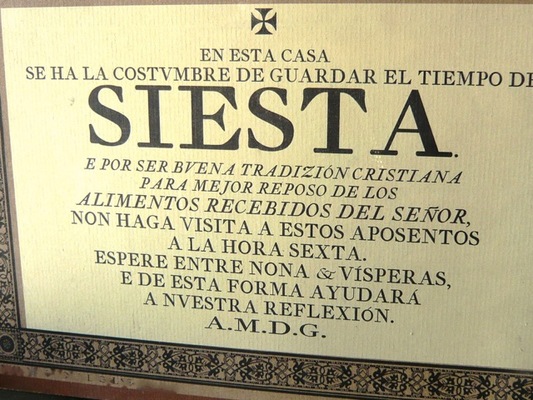 EN ESTA CASA
SE HA LA COSTVMBRE DE GUARDAR EL TIEMPO DE
SIESTA.
E POR SER BVENA TRADIZIÓN CRISTIANA
PARA MEJOR REPOSO DE LOS
ALIMENTOS RECEBIDOS DEL SEÑOR,
NON HAGA VISITA A ESTOS APOSENTOS
A LA HORA SEXTA.
ESPERE ENTRE NONA & VÍSPERAS,
E DE ESTA FORMA AYUDARÁ
A NVESTRA REFLEXIÓN.
A.M.D.G.